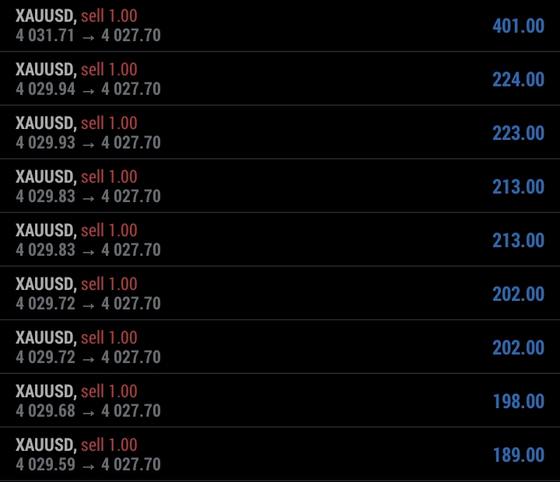 XAUUSD, sell 1.00
4 031.71 → 4 027.70
401.00
XAUUSD, sell 1.00
4 029.94 → 4 027.70
224.00
XAUUSD, sell 1.00
4 029.93 → 4 027.70
223.00
XAUUSD, sell 1.00
4 029.83 → 4 027.70
213.00
XAUUSD, sell 1.00
4 029.83 → 4 027.70
213.00
XAUUSD, sell 1.00
4 029.72 → 4 027.70
202.00
XAUUSD, sell 1.00
4 029.72 → 4 027.70
202.00
XAUUSD, sell 1.00
4 029.68 → 4 027.70
198.00
XAUUSD, sell 1.00
4 029.59 → 4 027.70
189.00